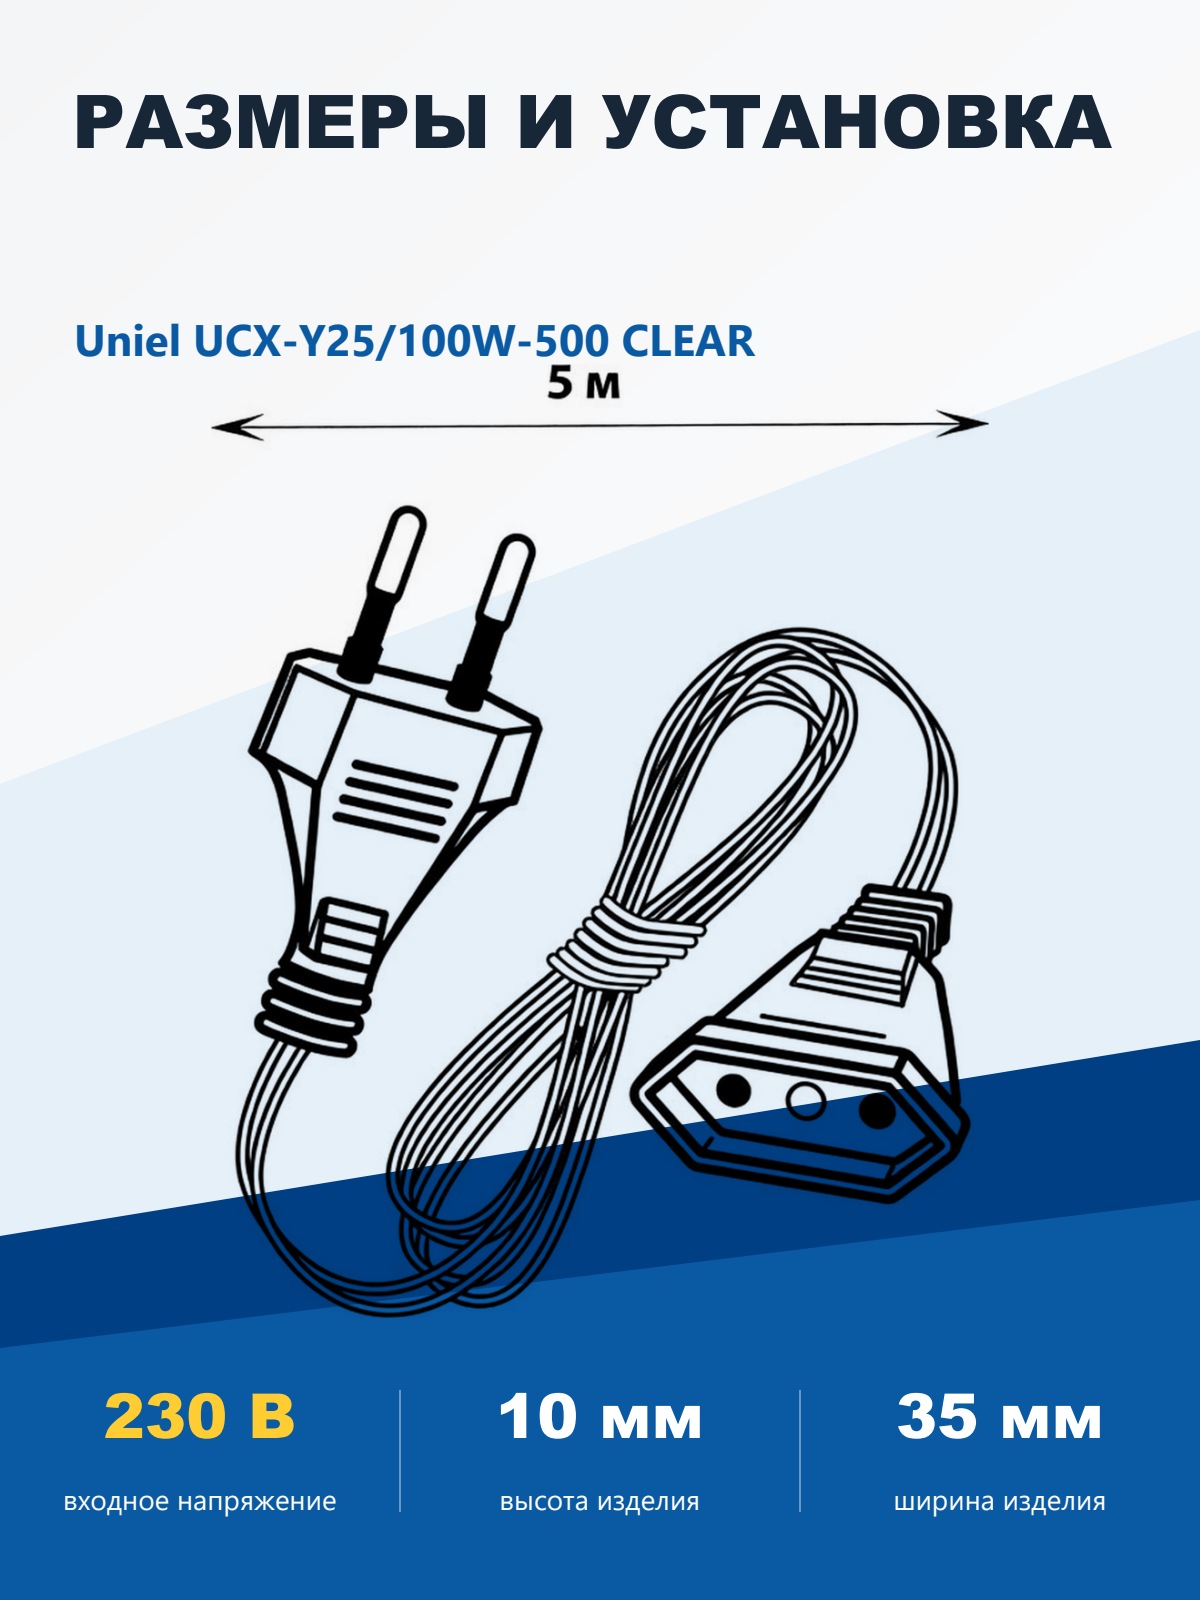 РАЗМЕРЫ И УСТАНОВКА
Uniel UCX-Y25/100W-500 CLEAR
5 м
230 В
входное напряжение
10 мм
высота изделия
35 мм
ширина изделия